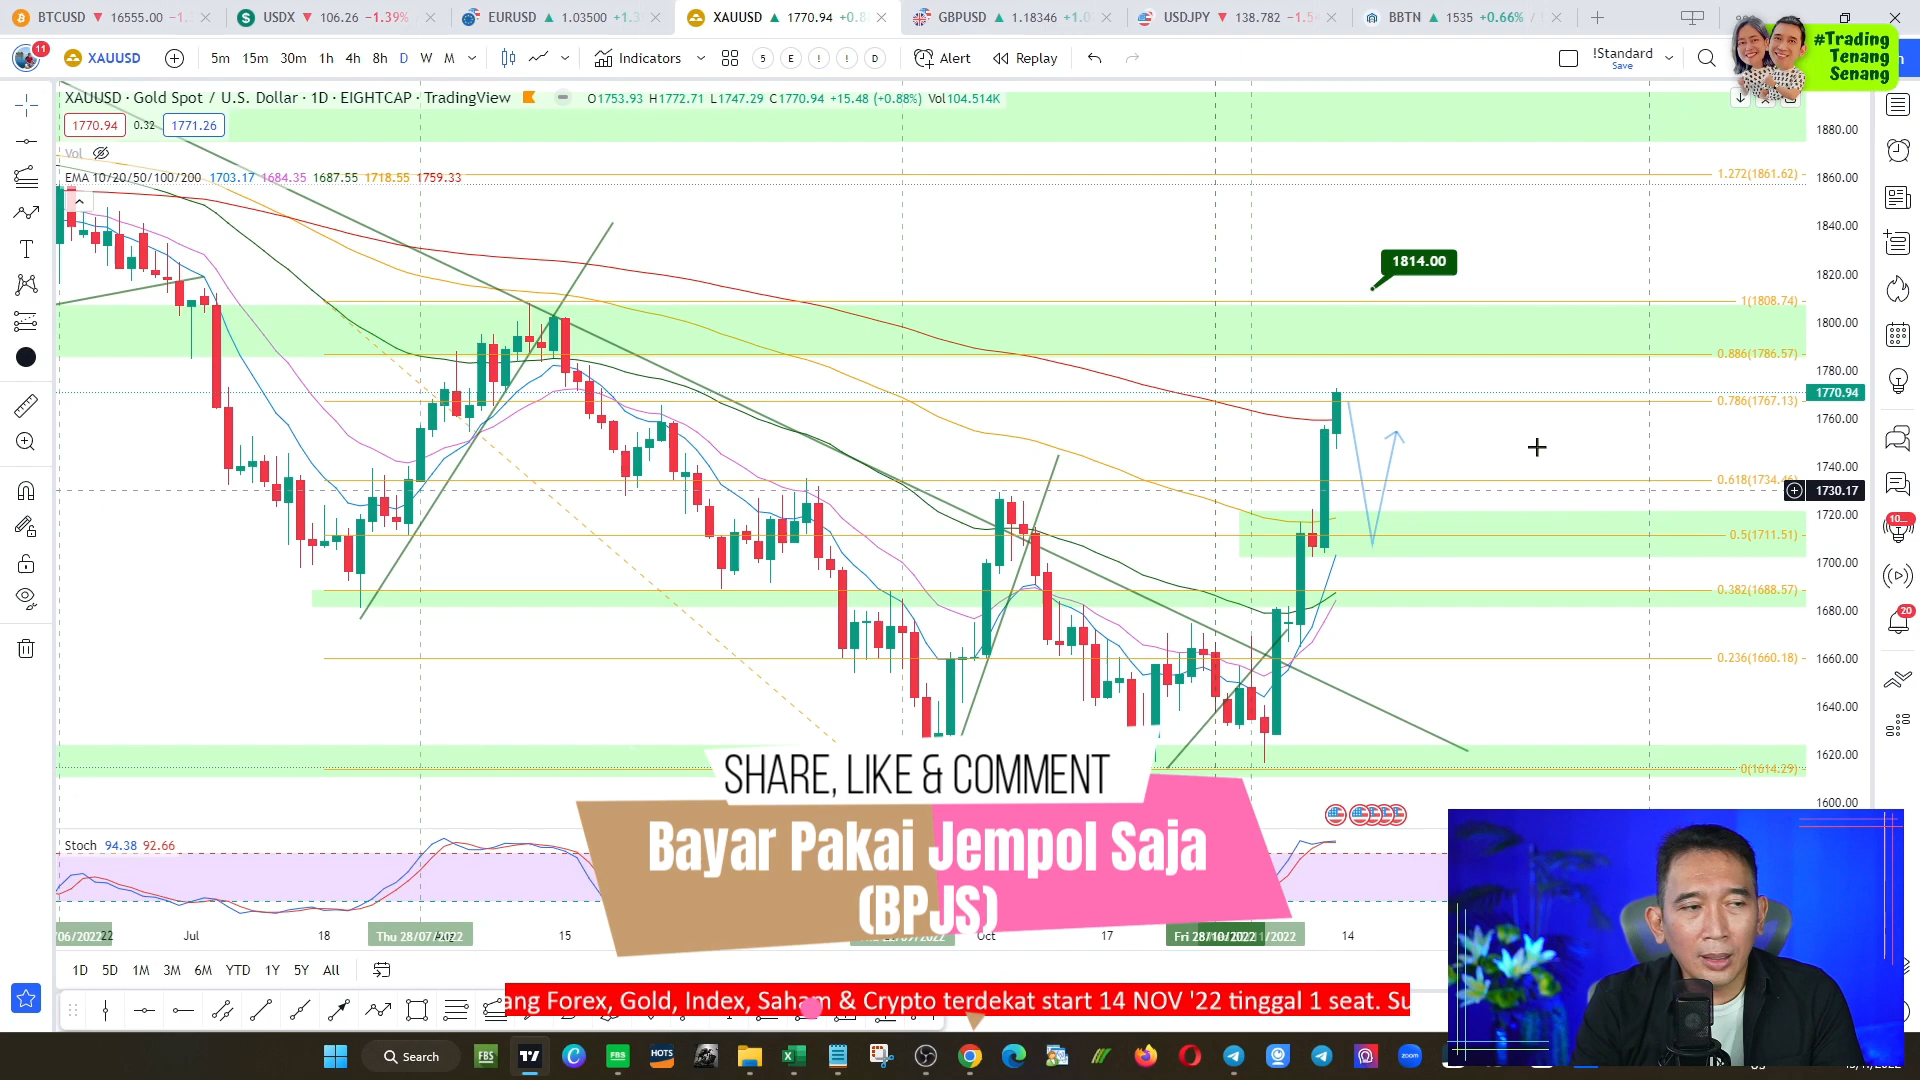 BTCUSD 16555.00
USDX 106.26 −1.39%
EURUSD 1.03500
XAUUSD 1770.94
GBPUSD 1.18346
USDJPY 138.782
BBTN 1535 +0.66%
11 XAUUSD 5m 15m 30m 1h 4h 8h D W M Indicators 5 E ! ! D Alert Replay !Standard
Save
#Trading
Tenang
Senang
XAUUSD · Gold Spot / U.S. Dollar · 1D · EIGHTCAP · TradingView O1753.93 H1772.71 L1747.29 C1770.94 +15.48 (+0.88%) Vol104.514K
1770.94 0.32 1771.26
Vol
EMA 10/20/50/100/200 1703.17 1684.35 1687.55 1718.55 1759.33
1880.00
1.272(1861.62)
1860.00
1840.00
1814.00
1820.00
1(1808.74)
1800.00
0.886(1786.57)
1780.00
1770.94
0.786(1767.13)
1760.00
1740.00
1730.17
1720.00
0.5(1711.51)
1700.00
0.382(1688.57)
1680.00
1660.00
0.236(1660.18)
1640.00
1620.00
0(1614.29)
1600.00
20
SHARE, LIKE & COMMENT
Bayar Pakai Jempol Saja
(BPJS)
Stoch 94.38 92.66
Jul 18 Thu 28/07/2022 15 Oct 17 Fri 28/10/2022 14
1D 5D 1M 3M 6M YTD 1Y 5Y All
ang Forex, Gold, Index, Saham & Crypto terdekat start 14 NOV '22 tinggal 1 seat. Su
Search
FBS
FBS
HOTS
zoom